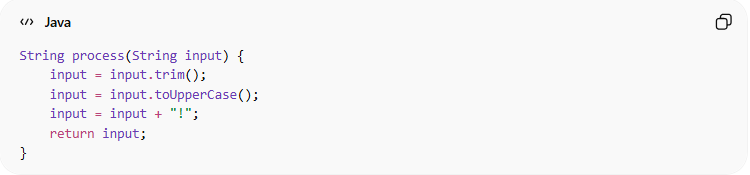 </> Java
String process(String input) {
    input = input.trim();
    input = input.toUpperCase();
    input = input + "!";
    return input;
}